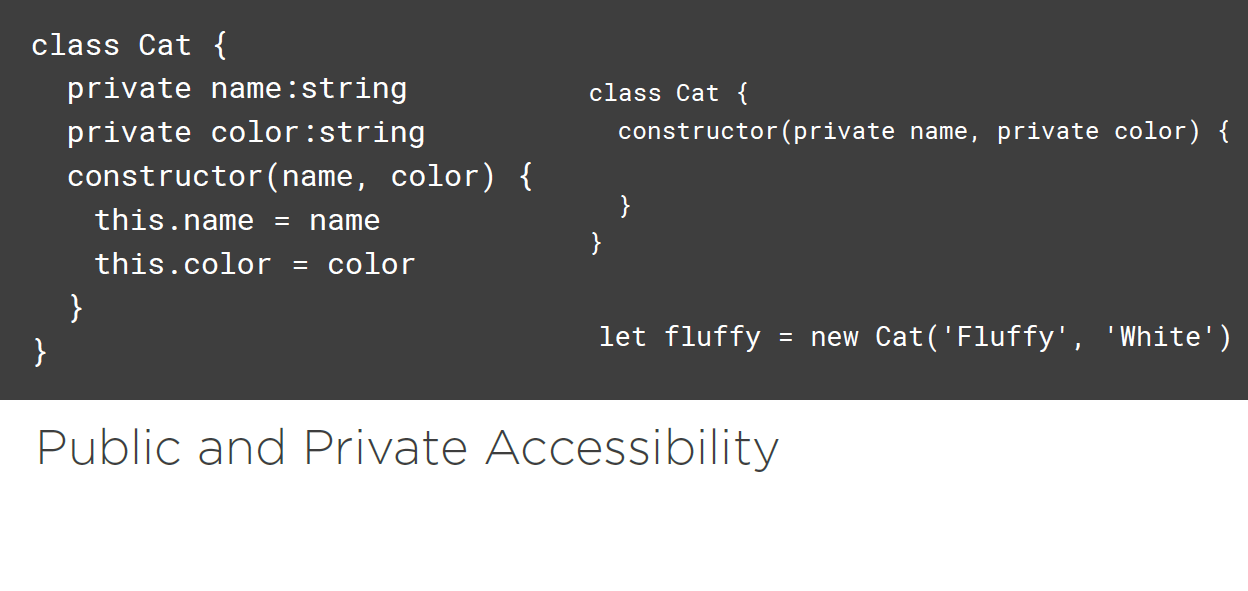 class Cat {
  private name:string
  private color:string
  constructor(name, color) {
    this.name = name
    this.color = color
  }
}
class Cat {
  constructor(private name, private color) {
  }
}
let fluffy = new Cat('Fluffy', 'White')
Public and Private Accessibility